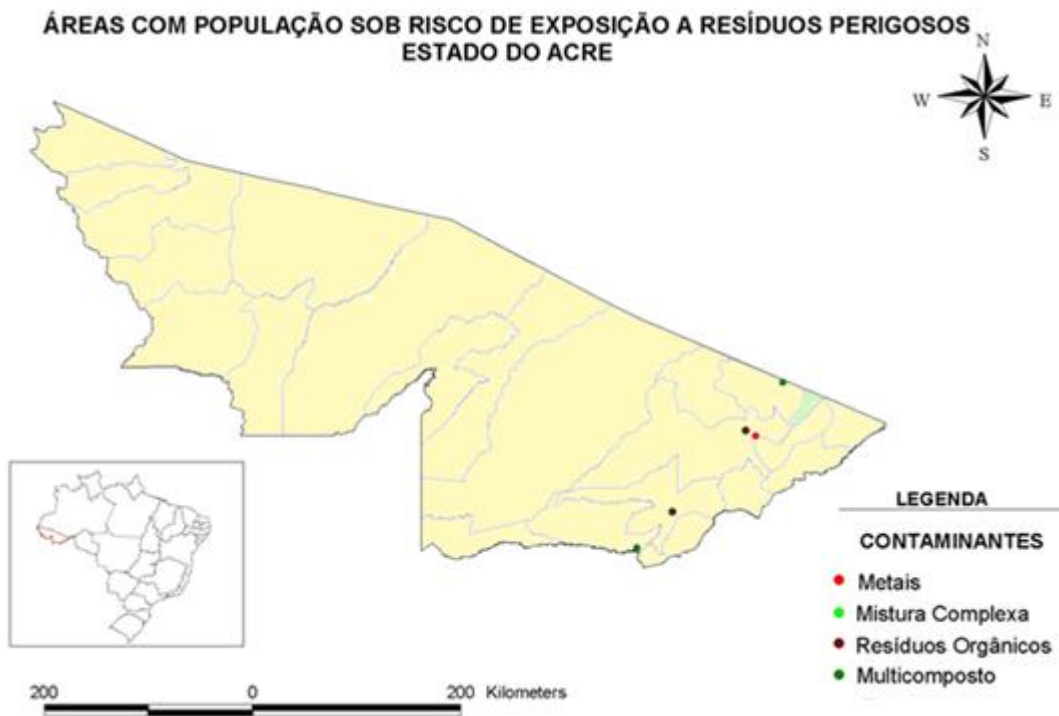 ÁREAS COM POPULAÇÃO SOB RISCO DE EXPOSIÇÃO A RESÍDUOS PERIGOSOS
ESTADO DO ACRE
N
W
E
S
LEGENDA
CONTAMINANTES
Metais
Mistura Complexa
Resíduos Orgânicos
Multicomposto
200 0 200 Kilometers